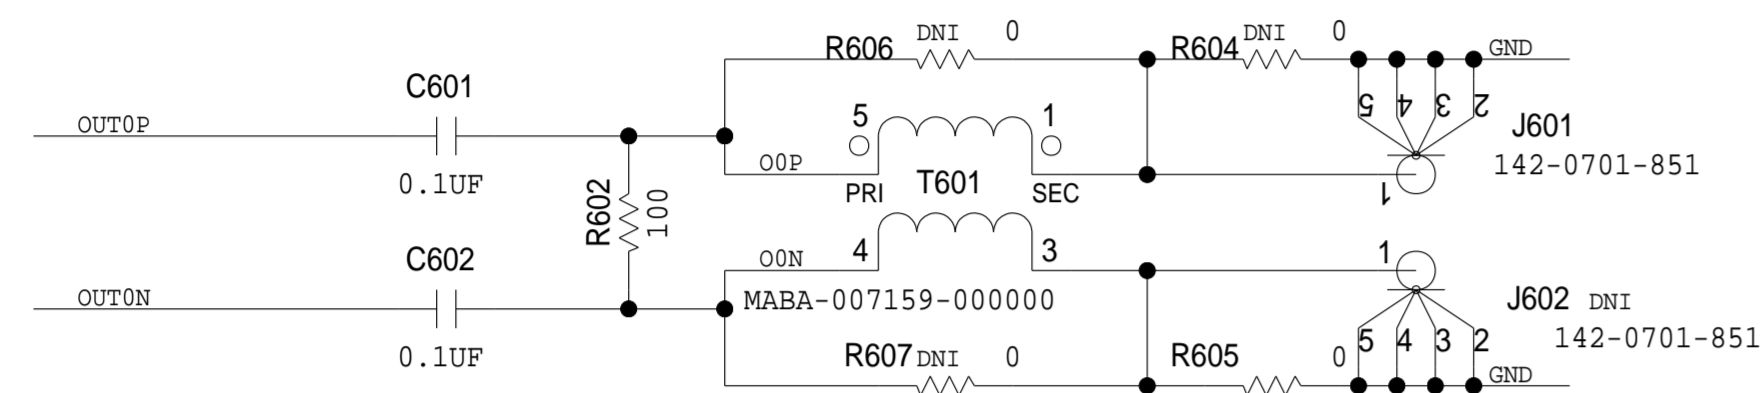 R606 DNI 0 R604 DNI 0 GND
C601
5 1 5 4 3 2
OUT0P J601
O0P 142-0701-851
0.1UF PRI T601 SEC 1
R602 100
C602 O0N 4 3 1
OUT0N MABA-007159-000000 J602 DNI
5 4 3 2 142-0701-851
0.1UF R607 DNI 0 R605 0 GND